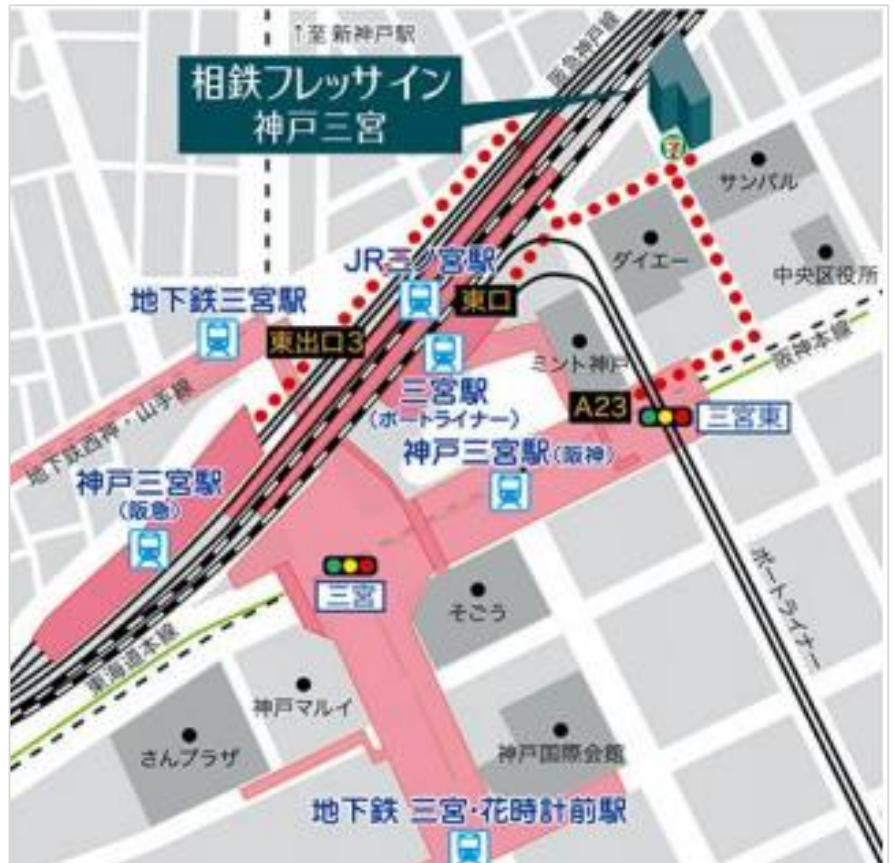 ↑至 新神戸駅
阪急神戸線
相鉄フレッサイン
神戸三宮
7
サンパル
ダイエー
中央区役所
JR三ノ宮駅
東口
地下鉄三宮駅
東出口3
三宮駅
(ポートライナー)
ミント神戸
阪神本線
A23
三宮東
地下鉄西神・山手線
神戸三宮駅(阪神)
神戸三宮駅
(阪急)
三宮
そごう
ポートライナー
東海道本線
神戸マルイ
さんプラザ
神戸国際会館
地下鉄 三宮・花時計前駅